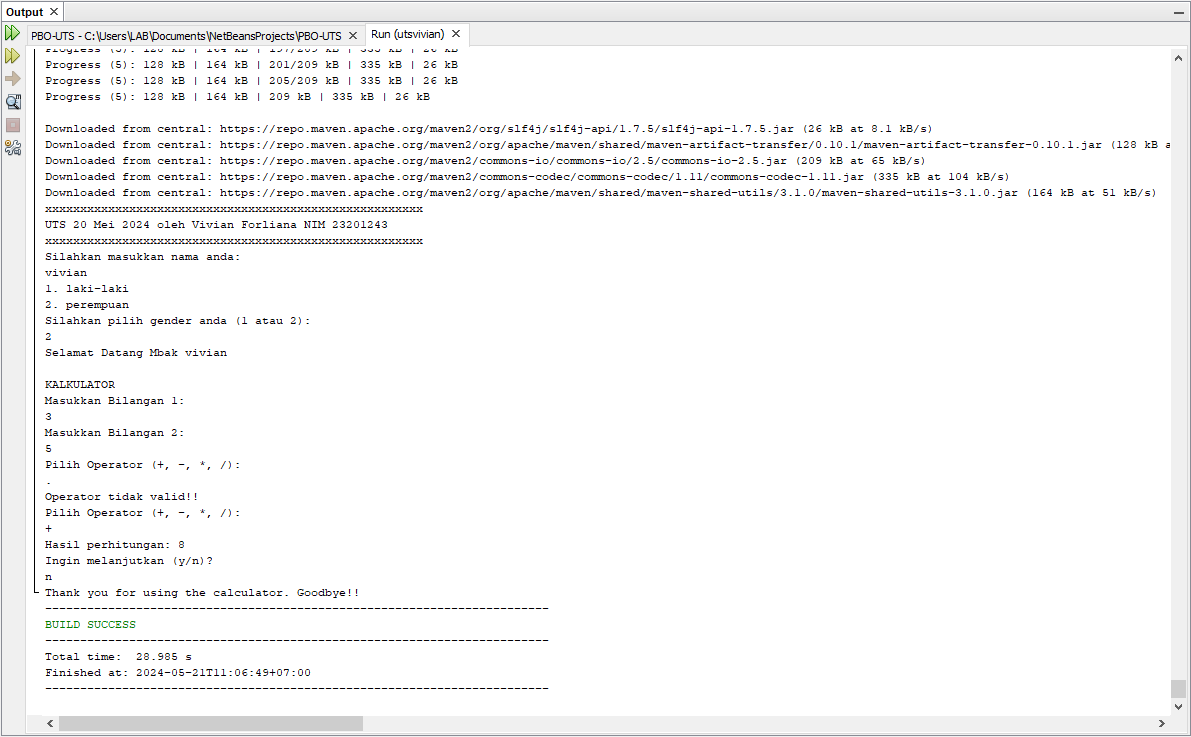 Output
PBO-UTS - C:\Users\LAB\Documents\NetBeansProjects\PBO-UTS
Run (utsvivian)
Progress (5): 128 kB | 164 kB | 197/209 kB | 335 kB | 26 kB
Progress (5): 128 kB | 164 kB | 201/209 kB | 335 kB | 26 kB
Progress (5): 128 kB | 164 kB | 205/209 kB | 335 kB | 26 kB
Progress (5): 128 kB | 164 kB | 209 kB | 335 kB | 26 kB
Downloaded from central: https://repo.maven.apache.org/maven2/org/slf4j/slf4j-api/1.7.5/slf4j-api-1.7.5.jar (26 kB at 8.1 kB/s)
Downloaded from central: https://repo.maven.apache.org/maven2/org/apache/maven/shared/maven-artifact-transfer/0.10.1/maven-artifact-transfer-0.10.1.jar (128 kB a
Downloaded from central: https://repo.maven.apache.org/maven2/commons-io/commons-io/2.5/commons-io-2.5.jar (209 kB at 65 kB/s)
Downloaded from central: https://repo.maven.apache.org/maven2/commons-codec/commons-codec/1.11/commons-codec-1.11.jar (335 kB at 104 kB/s)
Downloaded from central: https://repo.maven.apache.org/maven2/org/apache/maven/shared/maven-shared-utils/3.1.0/maven-shared-utils-3.1.0.jar (164 kB at 51 kB/s)
xxxxxxxxxxxxxxxxxxxxxxxxxxxxxxxxxxxxxxxxxxxxxxxxxxxxxx
UTS 20 Mei 2024 oleh Vivian Forliana NIM 23201243
xxxxxxxxxxxxxxxxxxxxxxxxxxxxxxxxxxxxxxxxxxxxxxxxxxxxxx
Silahkan masukkan nama anda:
vivian
1. laki-laki
2. perempuan
Silahkan pilih gender anda (1 atau 2):
2
Selamat Datang Mbak vivian
KALKULATOR
Masukkan Bilangan 1:
3
Masukkan Bilangan 2:
5
Pilih Operator (+, -, *, /):
.
Operator tidak valid!!
Pilih Operator (+, -, *, /):
+
Hasil perhitungan: 8
Ingin melanjutkan (y/n)?
n
Thank you for using the calculator. Goodbye!!
------------------------------------------------------------------------
BUILD SUCCESS
------------------------------------------------------------------------
Total time:  28.985 s
Finished at: 2024-05-21T11:06:49+07:00
------------------------------------------------------------------------